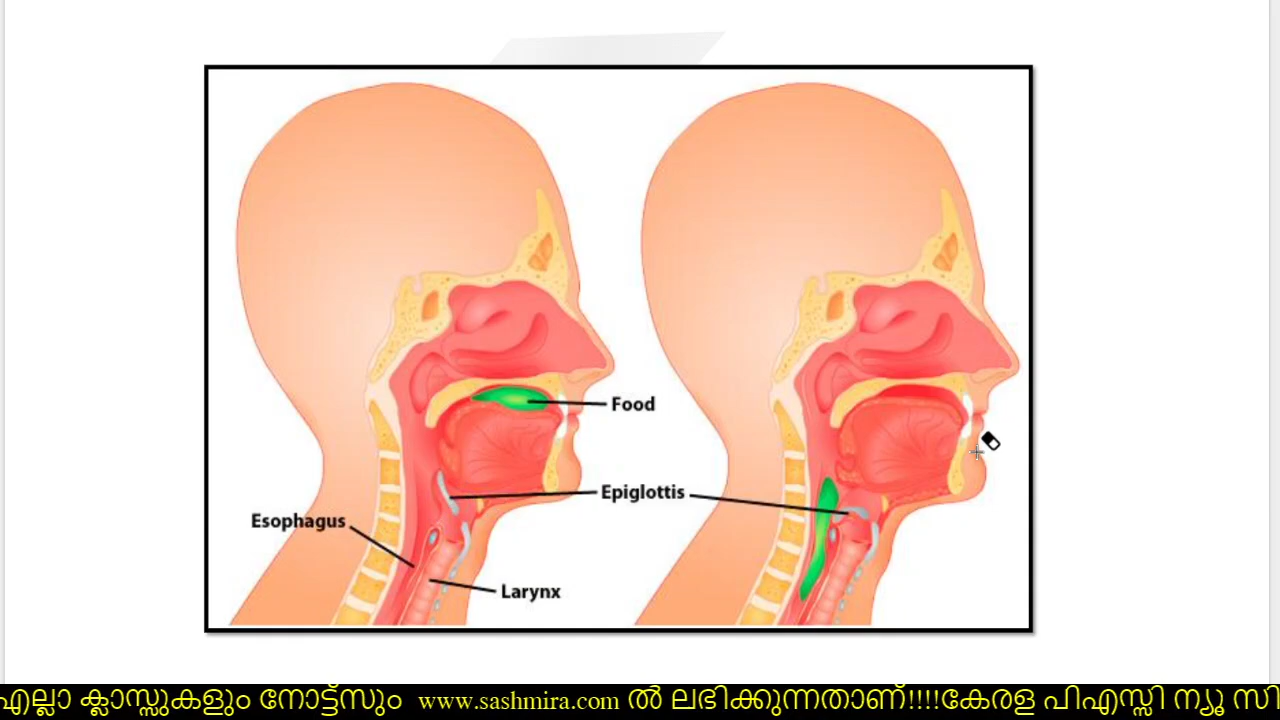 Food
Epiglottis
Esophagus
Larynx
എല്ലാ ക്ലാസ്സുകളും നോട്ട്സും www.sashmira.com ൽ ലഭിക്കുന്നതാണ്!!!!കേരള പിഎസ്സി ന്യൂ സി